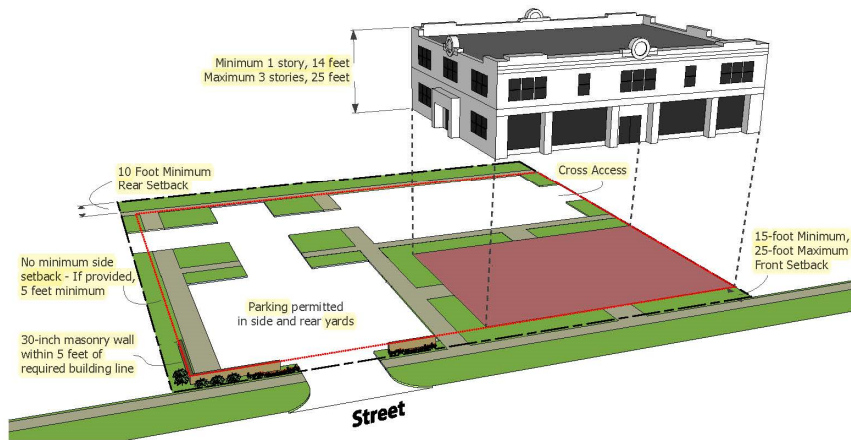 Minimum 1 story, 14 feet
Maximum 3 stories, 25 feet
10 Foot Minimum
Rear Setback
Cross Access
No minimum side
setback - If provided,
5 feet minimum
15-foot Minimum,
25-foot Maximum
Front Setback
Parking permitted
in side and rear yards
30-inch masonry wall
within 5 feet of
required building line
Street